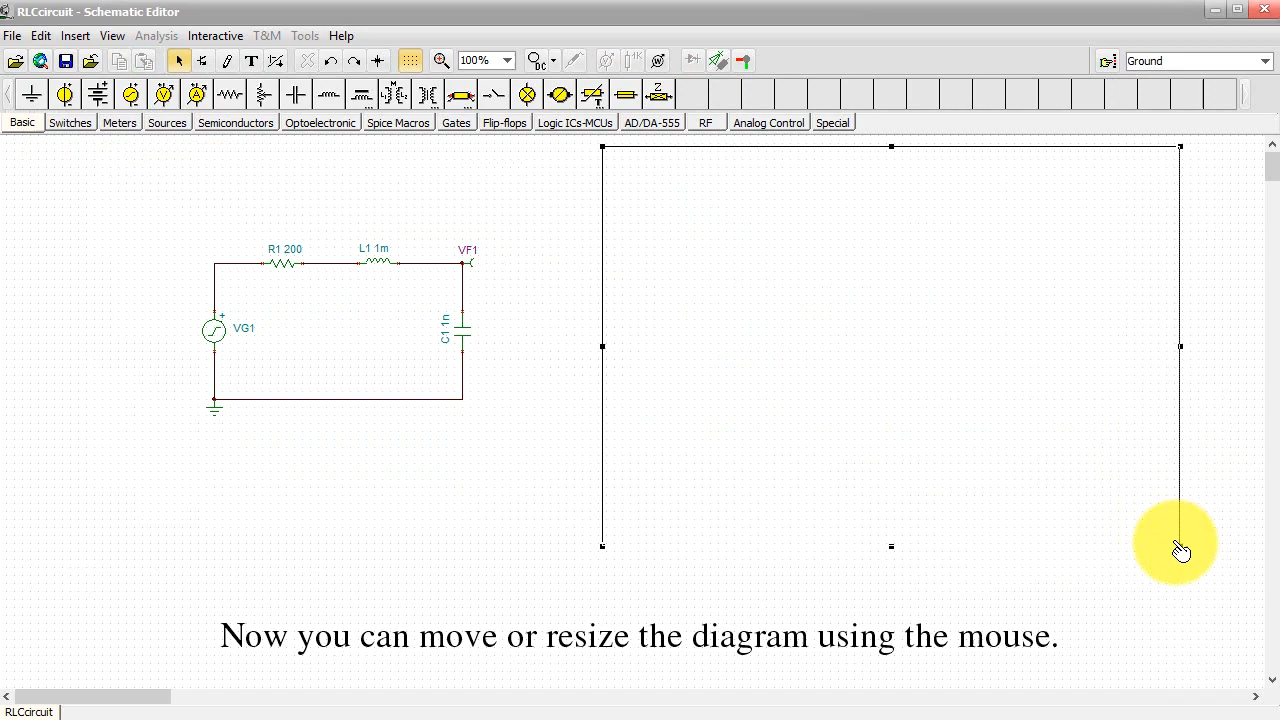 RLCcircuit - Schematic Editor
File Edit Insert View Analysis Interactive T&M Tools Help
100% DC 1K Ground
Basic Switches Meters Sources Semiconductors Optoelectronic Spice Macros Gates Flip-flops Logic ICs-MCUs AD/DA-555 RF Analog Control Special
R1 200 L1 1m VF1
+
VG1 C1 1n
Now you can move or resize the diagram using the mouse.
RLCcircuit